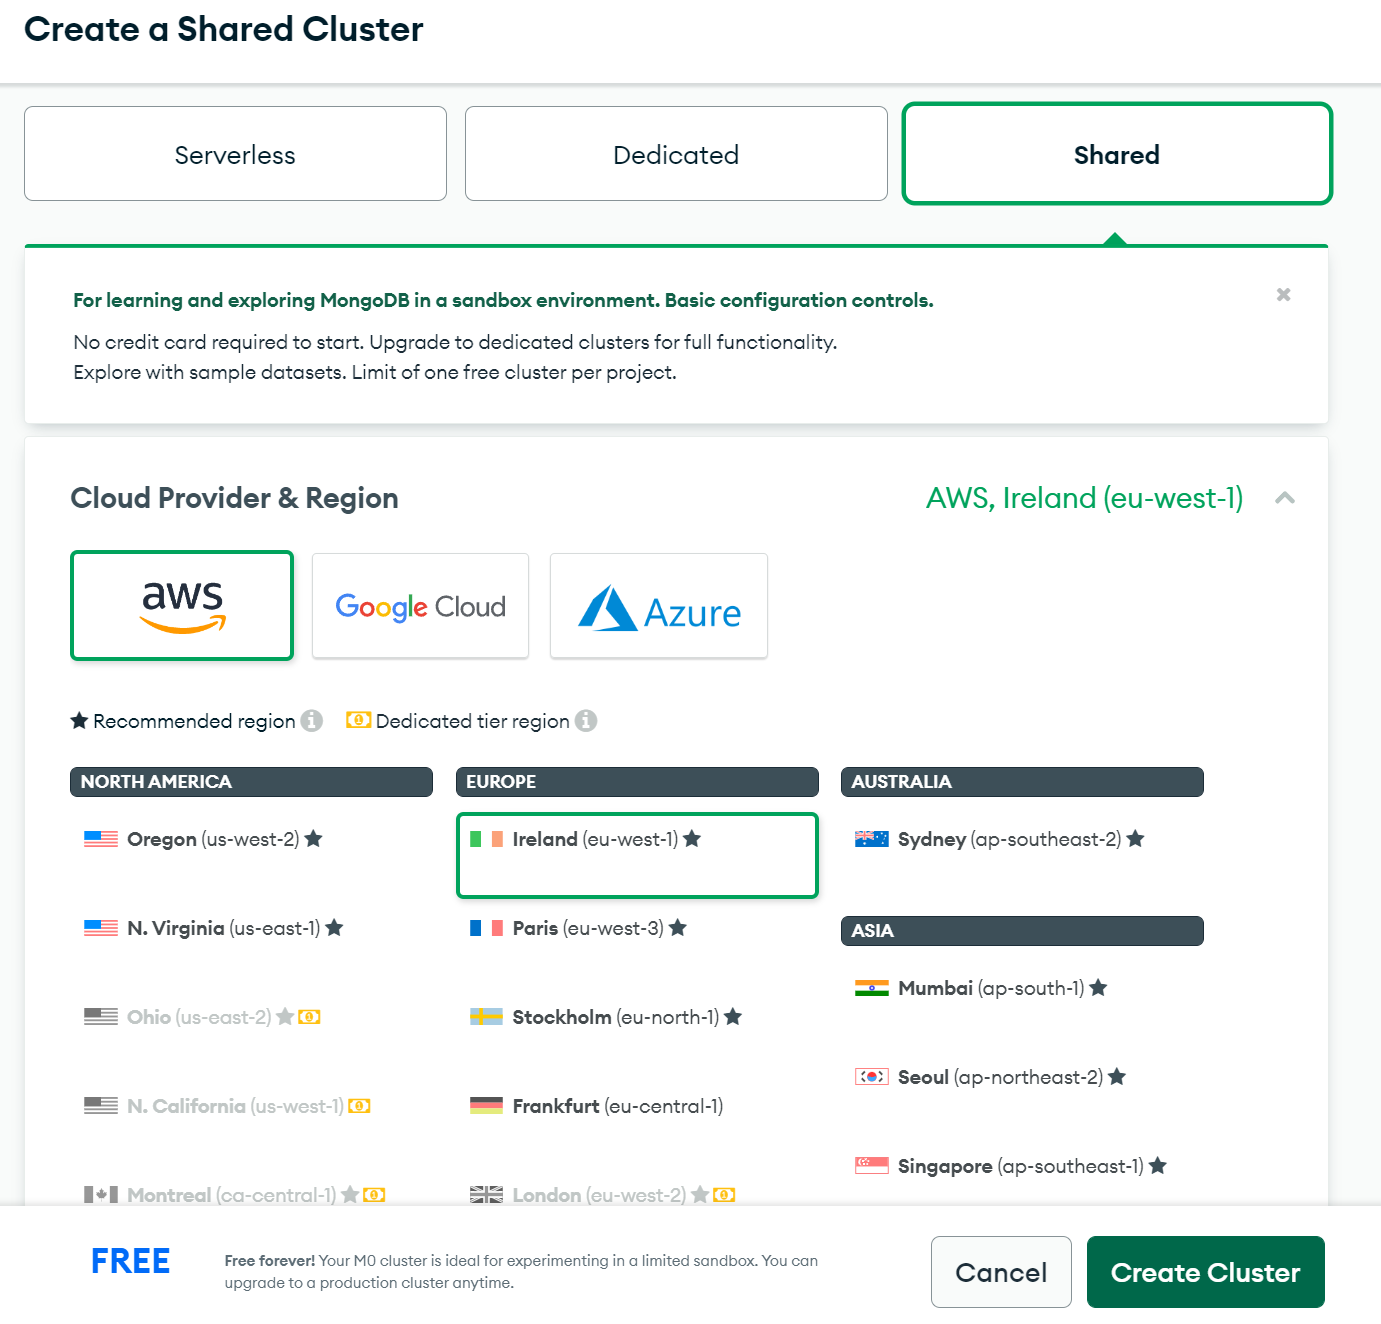 Create a Shared Cluster
Serverless
Dedicated
Shared
For learning and exploring MongoDB in a sandbox environment. Basic configuration controls.
No credit card required to start. Upgrade to dedicated clusters for full functionality.
Explore with sample datasets. Limit of one free cluster per project.
Cloud Provider & Region
AWS, Ireland (eu-west-1)
aws
Google Cloud
Azure
Recommended region
Dedicated tier region
NORTH AMERICA
Oregon (us-west-2)
N. Virginia (us-east-1)
Ohio (us-east-2)
N. California (us-west-1)
Montreal (ca-central-1)
EUROPE
Ireland (eu-west-1)
Paris (eu-west-3)
Stockholm (eu-north-1)
Frankfurt (eu-central-1)
London (eu-west-2)
AUSTRALIA
Sydney (ap-southeast-2)
ASIA
Mumbai (ap-south-1)
Seoul (ap-northeast-2)
Singapore (ap-southeast-1)
FREE
Free forever! Your M0 cluster is ideal for experimenting in a limited sandbox. You can
upgrade to a production cluster anytime.
Cancel
Create Cluster